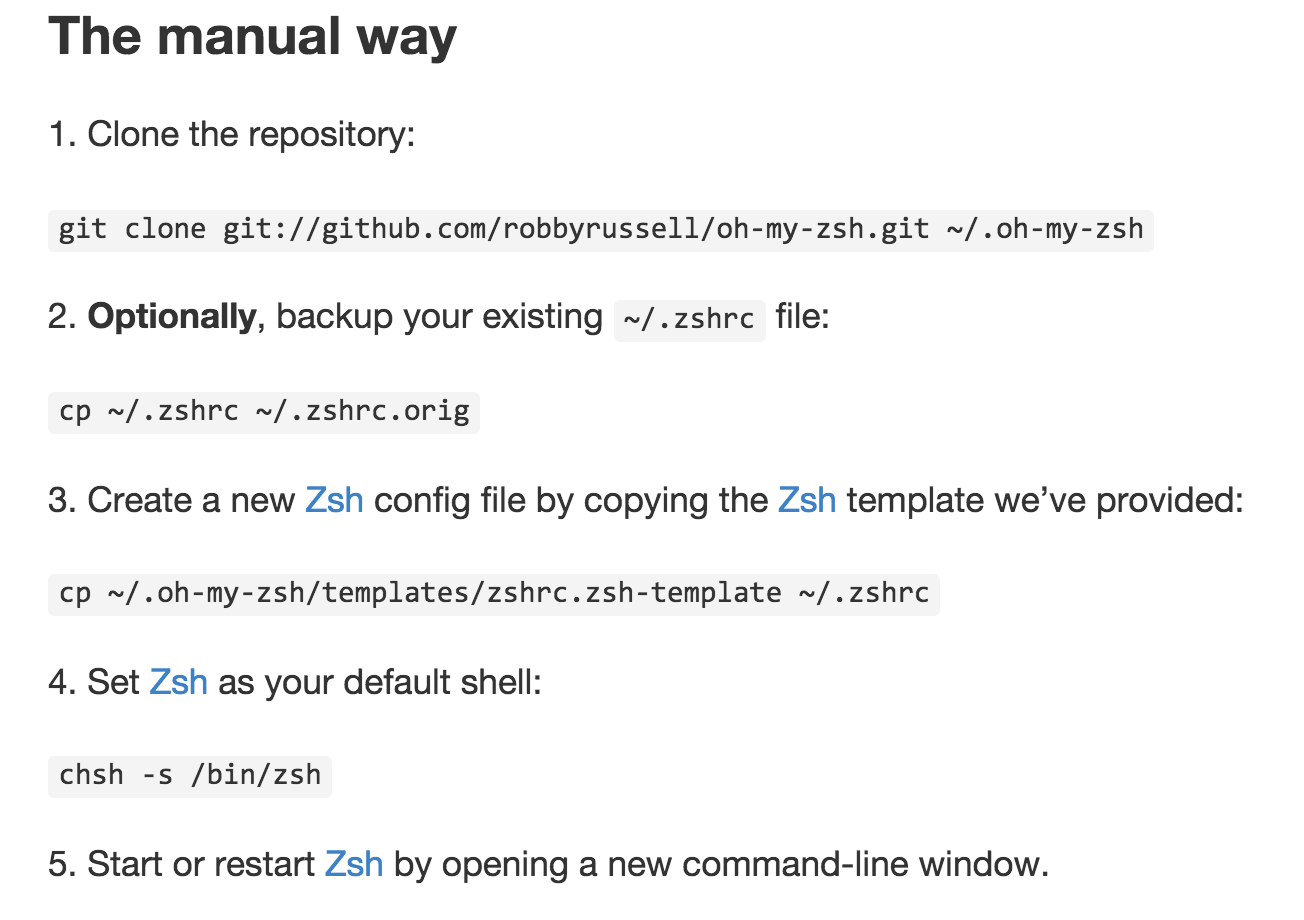 The manual way
1. Clone the repository:
git clone git://github.com/robbyrussell/oh-my-zsh.git ~/.oh-my-zsh
2. Optionally, backup your existing ~/.zshrc file:
cp ~/.zshrc ~/.zshrc.orig
3. Create a new Zsh config file by copying the Zsh template we’ve provided:
cp ~/.oh-my-zsh/templates/zshrc.zsh-template ~/.zshrc
4. Set Zsh as your default shell:
chsh -s /bin/zsh
5. Start or restart Zsh by opening a new command-line window.